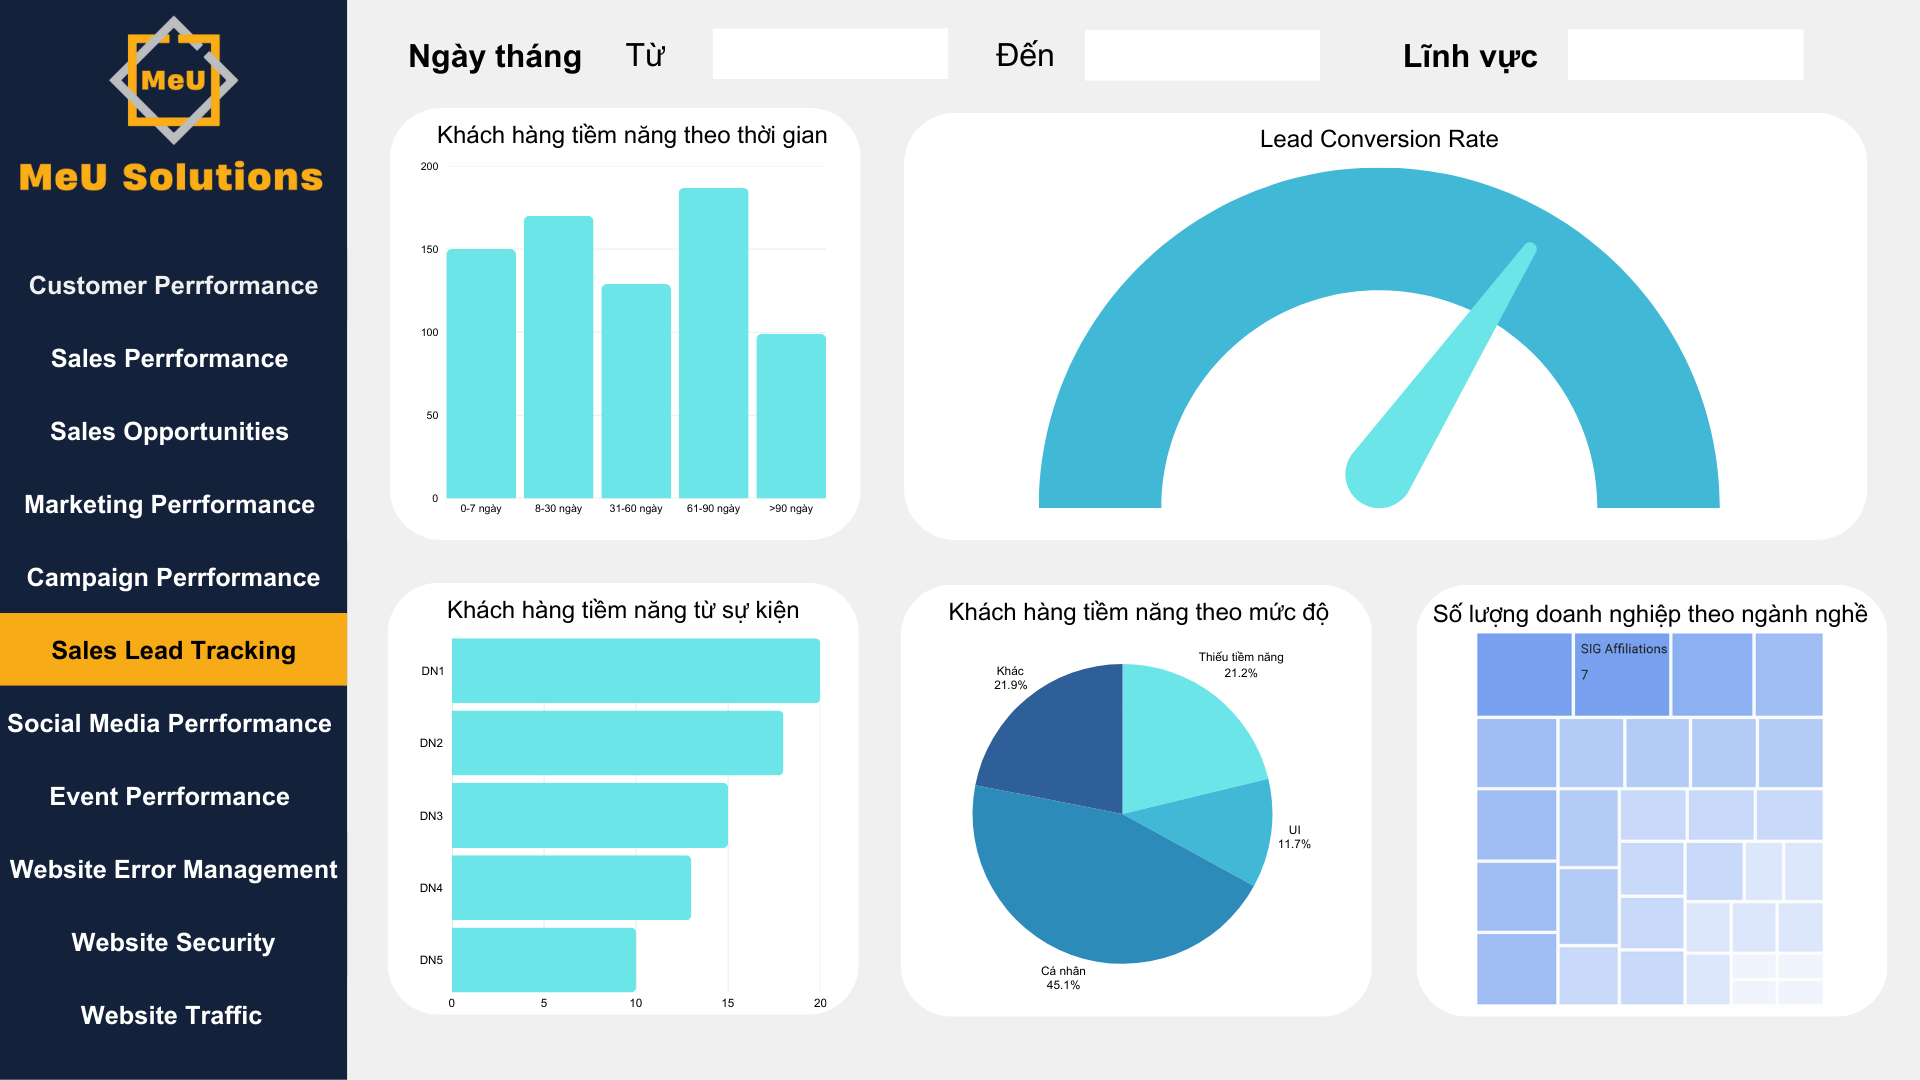 MeU
MeU Solutions
Customer Perrformance
Sales Perrformance
Sales Opportunities
Marketing Perrformance
Campaign Perrformance
Sales Lead Tracking
Social Media Perrformance
Event Perrformance
Website Error Management
Website Security
Website Traffic
Ngày tháng Từ Đến Lĩnh vực
Khách hàng tiềm năng theo thời gian
200
150
100
50
0
0-7 ngày 8-30 ngày 31-60 ngày 61-90 ngày >90 ngày
Lead Conversion Rate
Khách hàng tiềm năng từ sự kiện
DN1
DN2
DN3
DN4
DN5
0 5 10 15 20
Khách hàng tiềm năng theo mức độ
Thiếu tiềm năng
21.2%
Khác
21.9%
UI
11.7%
Cá nhân
45.1%
Số lượng doanh nghiệp theo ngành nghề
SIG Affiliations
7